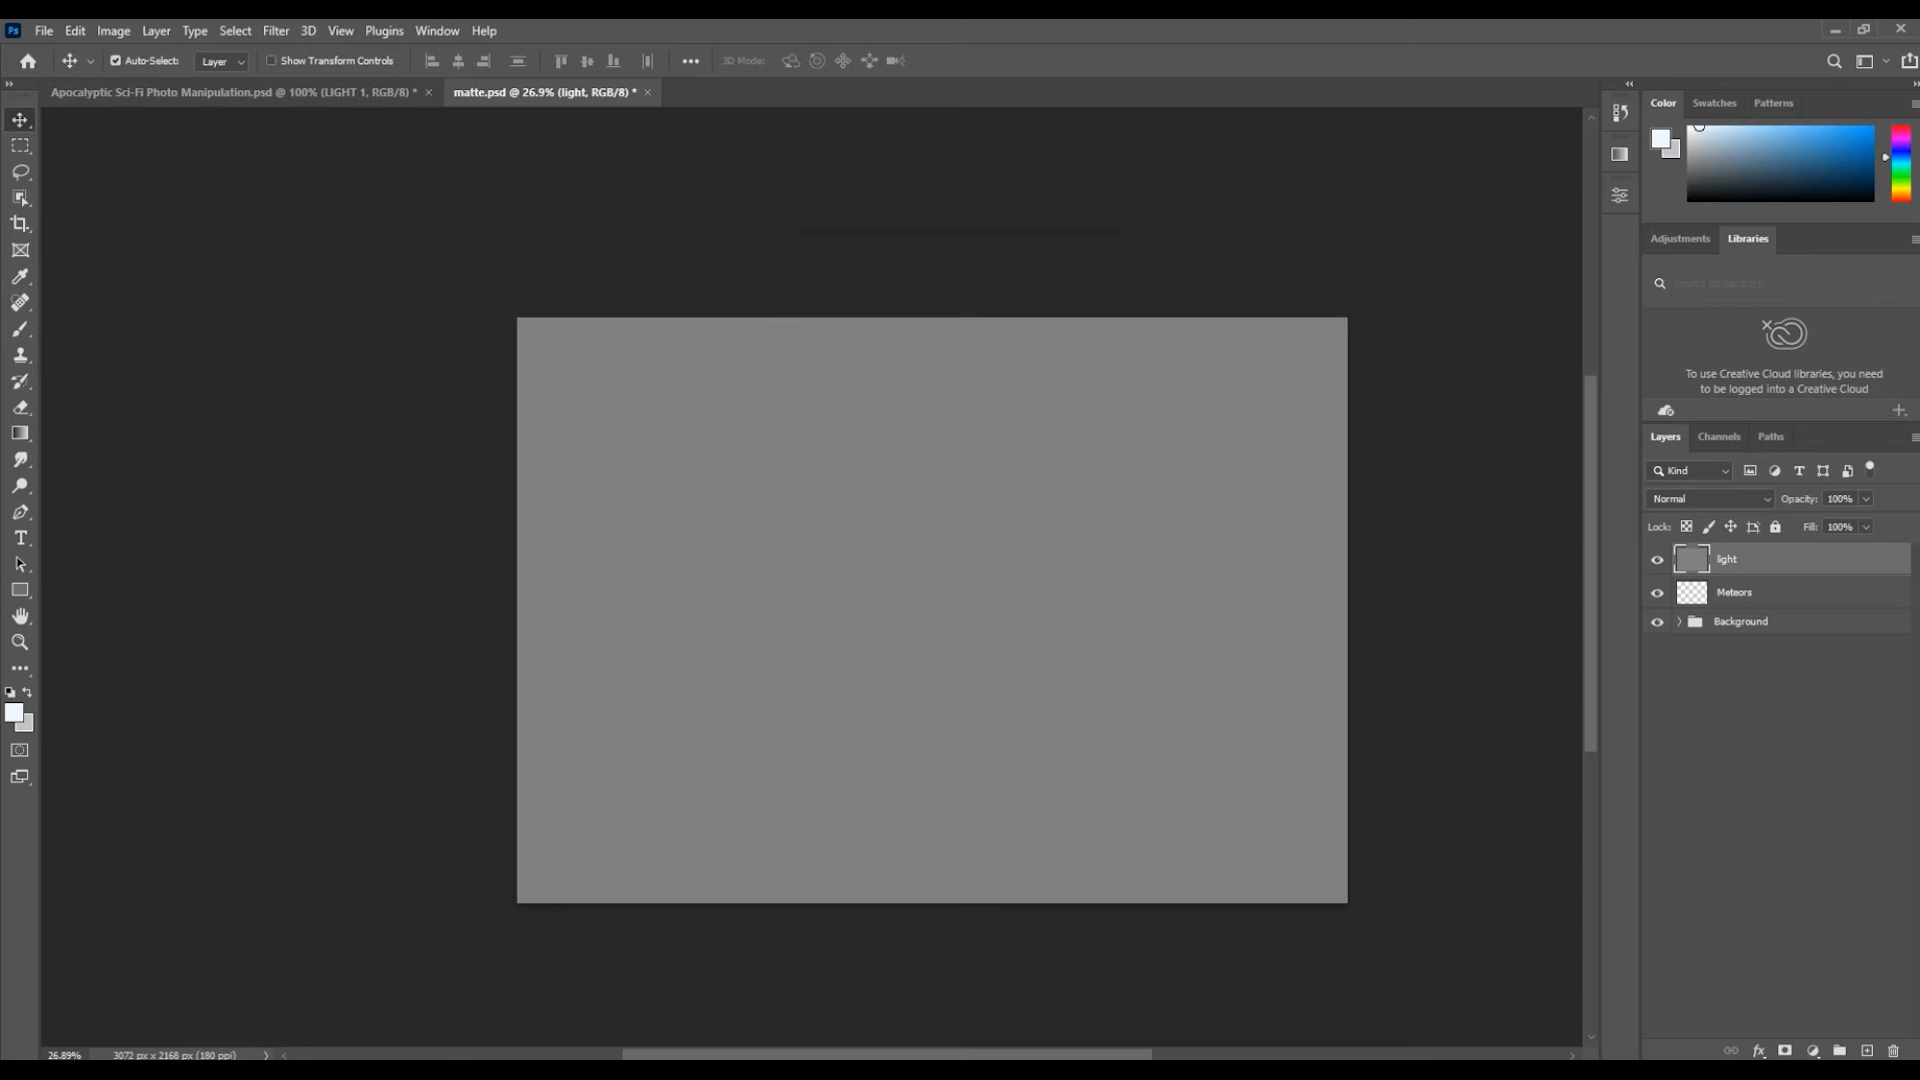 Ps File Edit Image Layer Type Select Filter 3D View Plugins Window Help
Auto-Select: Layer Show Transform Controls 3D Mode:
Apocalyptic Sci-Fi Photo Manipulation.psd @ 100% (LIGHT 1, RGB/8) * × matte.psd @ 26.9% (light, RGB/8) * ×
Color Swatches Patterns
Adjustments Libraries
Search all libraries
To use Creative Cloud libraries, you need
to be logged into a Creative Cloud
Layers Channels Paths
Kind
Normal Opacity: 100%
Lock: Fill: 100%
light
Meteors
Background
fx
26.89% 3072 px x 2168 px (180 ppi)